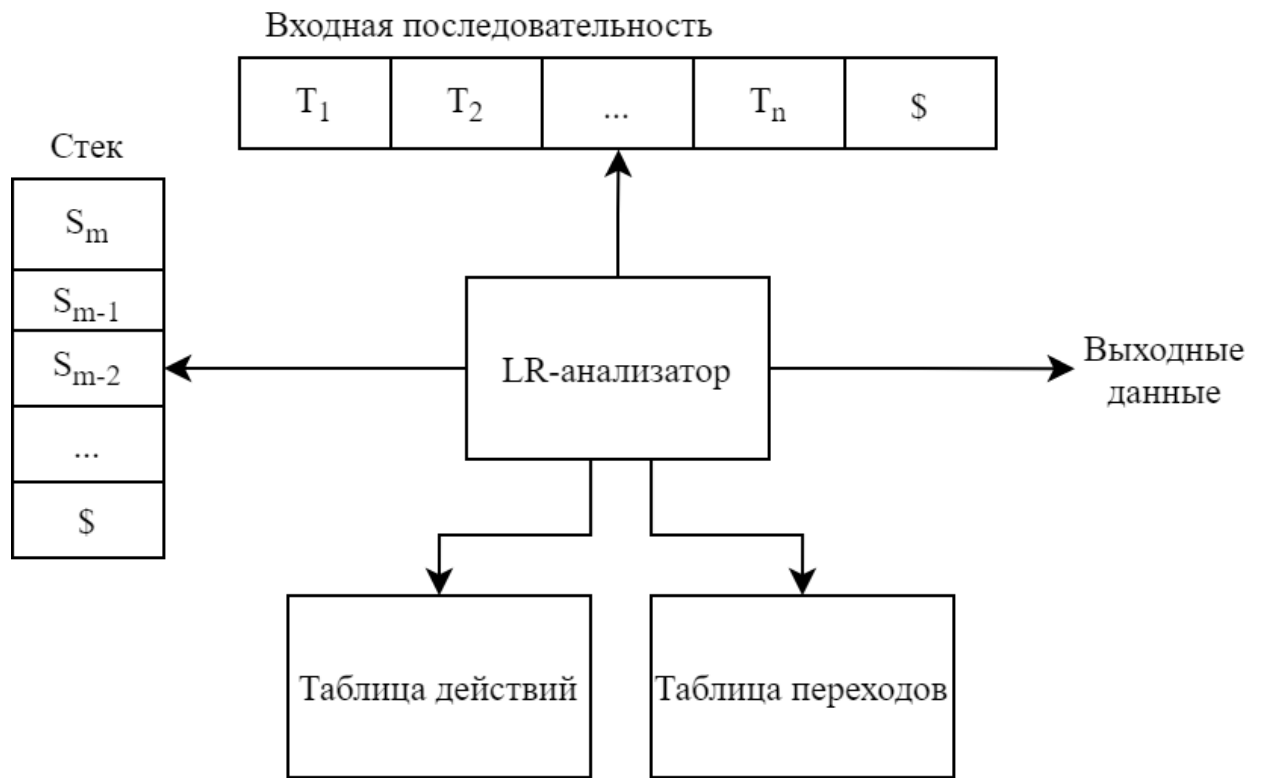 Входная последовательность
T₁ T₂ ... Tₙ $
Стек
Sₘ
Sₘ₋₁
Sₘ₋₂
...
$
LR-анализатор
Выходные
данные
Таблица действий
Таблица переходов